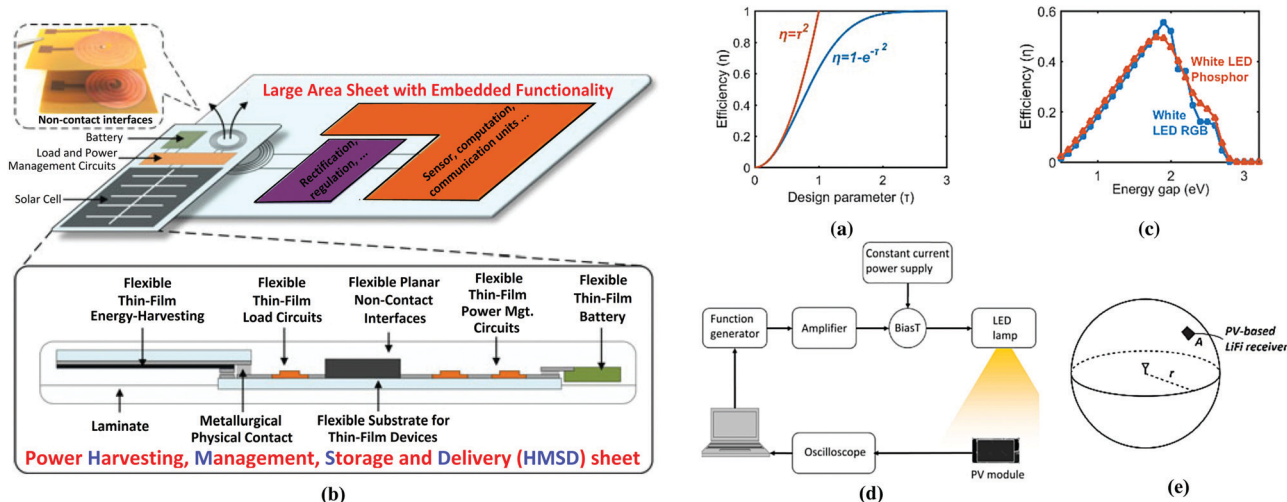 Non-contact interfaces
Battery
Load and Power
Management Circuits
Solar Cell
Large Area Sheet with Embedded Functionality
Rectification,
regulation, ...
Sensor, computation,
communication units ...
Flexible
Thin-Film
Energy-Harvesting
Flexible
Thin-Film
Load Circuits
Flexible Planar
Non-Contact
Interfaces
Flexible
Thin-Film
Power Mgt.
Circuits
Flexible
Thin-Film
Battery
Laminate
Metallurgical
Physical Contact
Flexible Substrate for
Thin-Film Devices
Power Harvesting, Management, Storage and Delivery (HMSD) sheet
(b)
Efficiency (η)
1
0.8
0.6
0.4
0.2
0
η=τ²
η=1-e^-τ²
0
1
2
3
Design parameter (τ)
(a)
Efficiency (η)
0.6
0.4
0.2
0
White LED
Phosphor
White
LED RGB
1
2
3
Energy gap (eV)
(c)
Constant current
power supply
Function
generator
Amplifier
BiasT
LED
lamp
Oscilloscope
PV module
(d)
PV-based
LiFi receiver
A
r
(e)